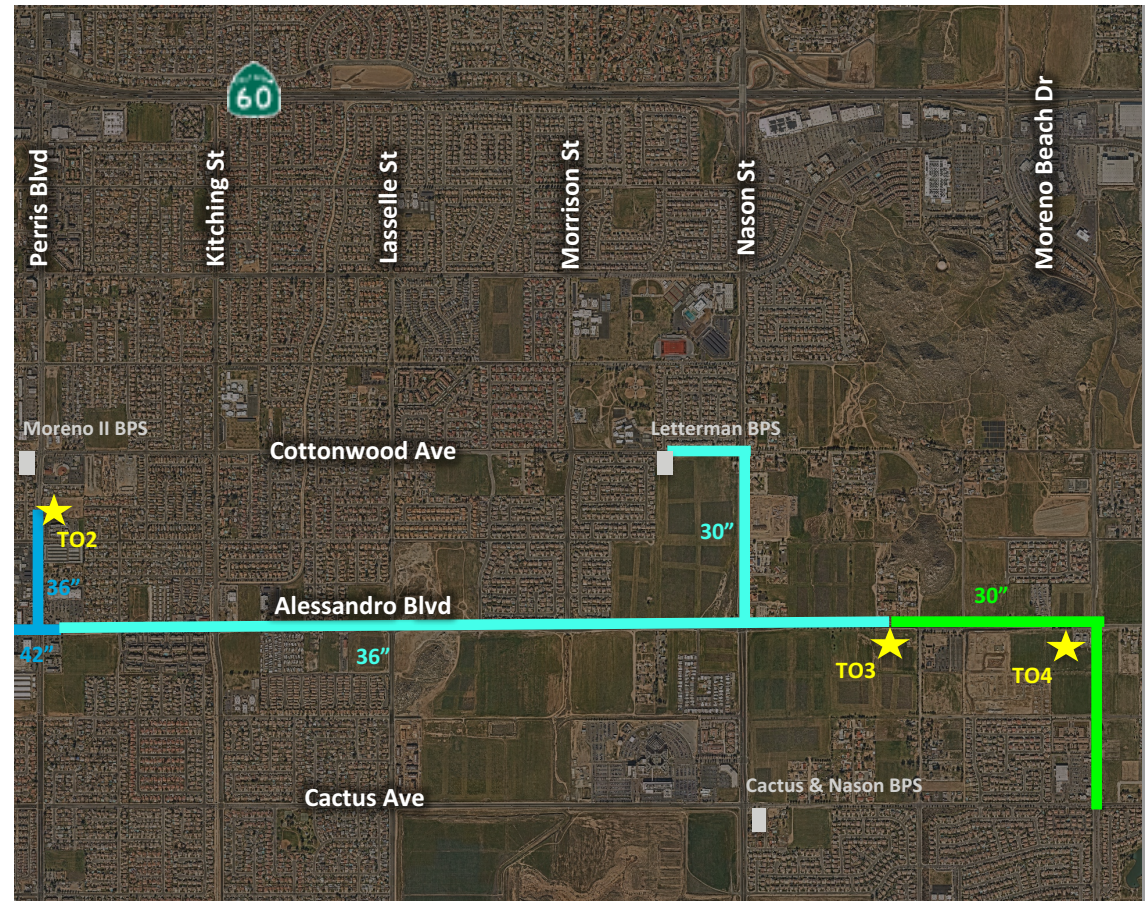 60
Perris Blvd
Kitching St
Lasselle St
Morrison St
Nason St
Moreno Beach Dr
Moreno II BPS
Cottonwood Ave
Letterman BPS
TO2
30”
36”
Alessandro Blvd
30”
42”
36”
TO3
TO4
Cactus Ave
Cactus & Nason BPS